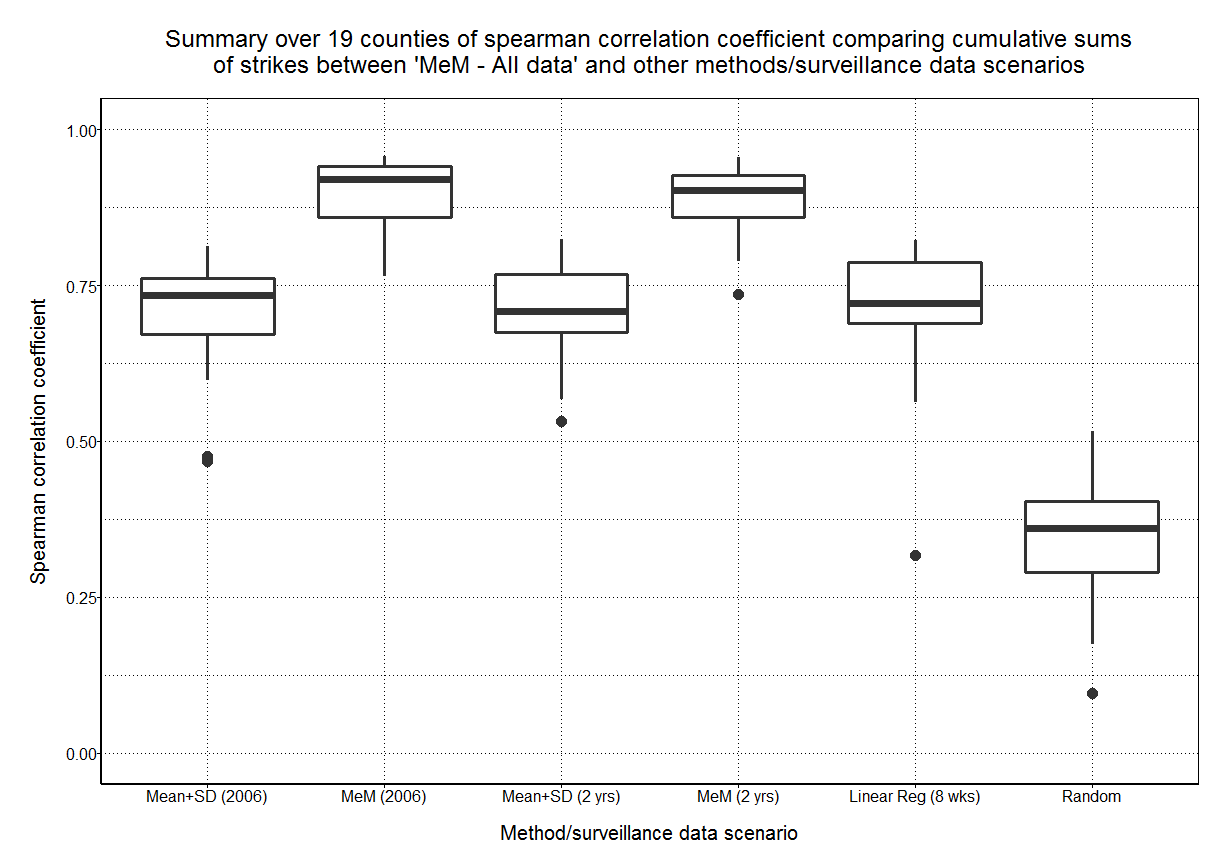 Summary over 19 counties of spearman correlation coefficient comparing cumulative sums
of strikes between 'MeM - All data' and other methods/surveillance data scenarios
Spearman correlation coefficient
1.00
0.75
0.50
0.25
0.00
Mean+SD (2006) MeM (2006) Mean+SD (2 yrs) MeM (2 yrs) Linear Reg (8 wks) Random
Method/surveillance data scenario